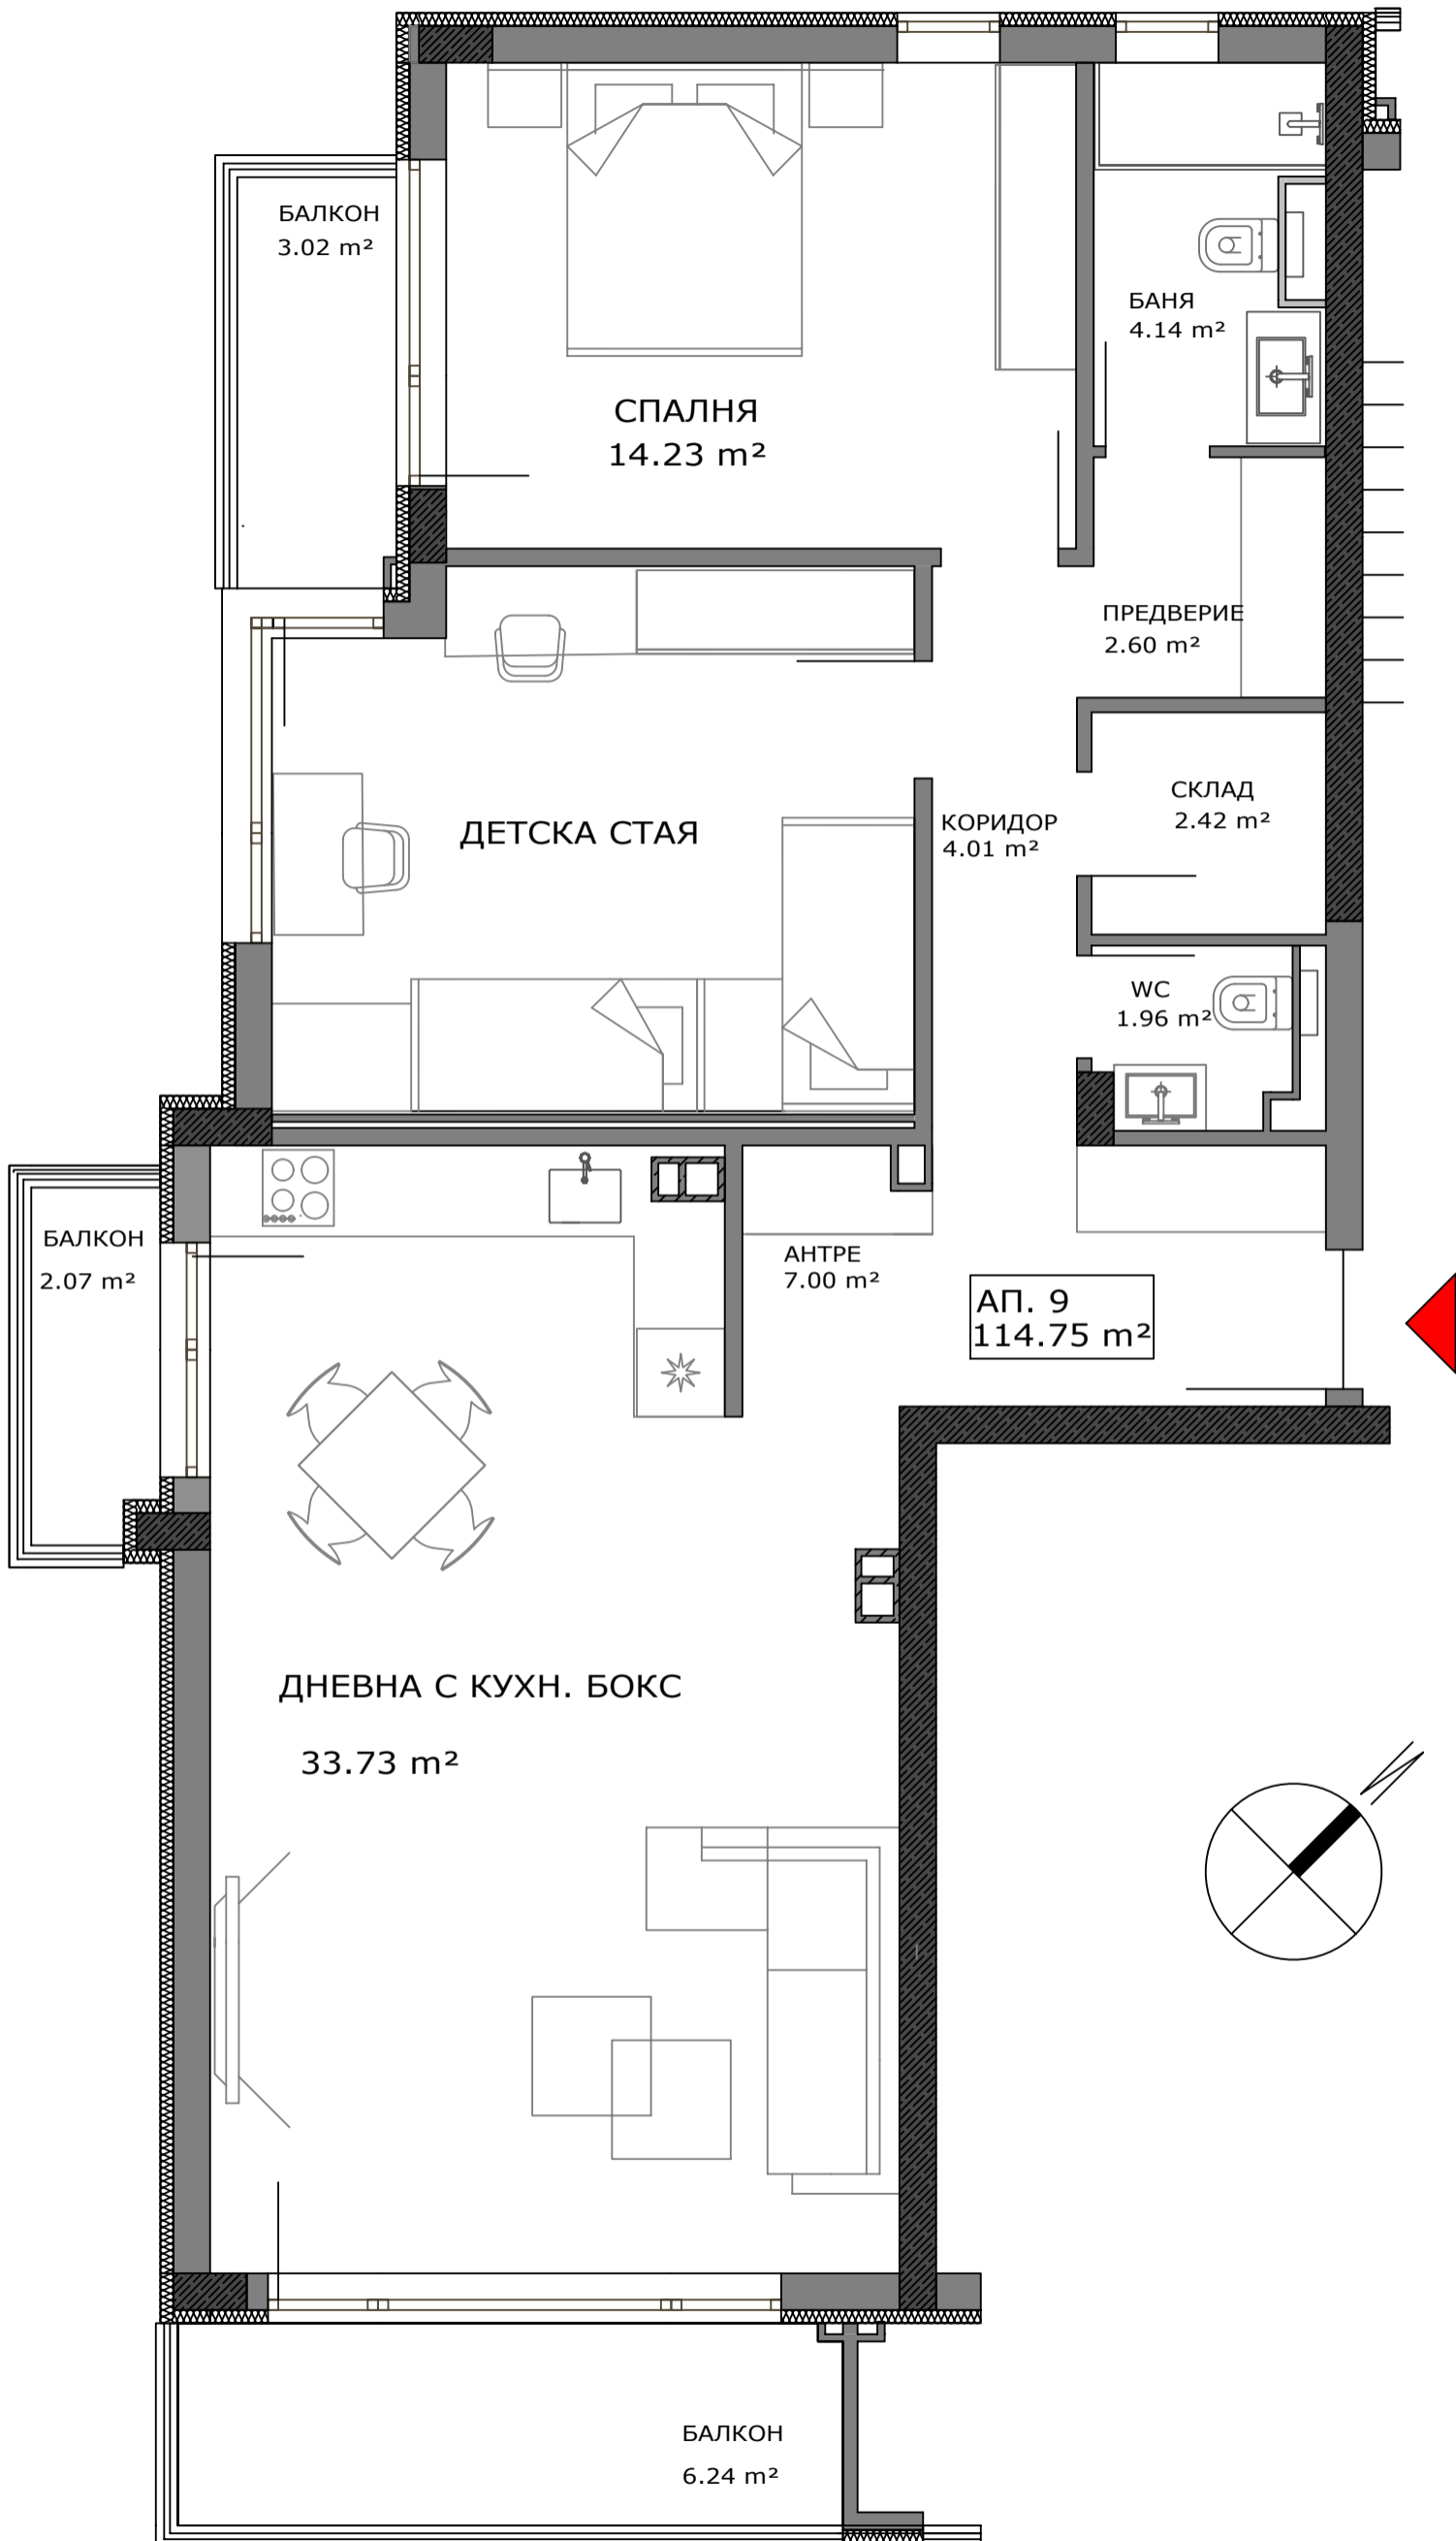 БАЛКОН
3.02 m²
БАНЯ
4.14 m²
СПАЛНЯ
14.23 m²
ПРЕДВЕРИЕ
2.60 m²
СКЛАД
2.42 m²
ДЕТСКА СТАЯ
КОРИДОР
4.01 m²
WC
1.96 m²
БАЛКОН
2.07 m²
АНТРЕ
7.00 m²
АП. 9
114.75 m²
ДНЕВНА С КУХН. БОКС
33.73 m²
N
БАЛКОН
6.24 m²